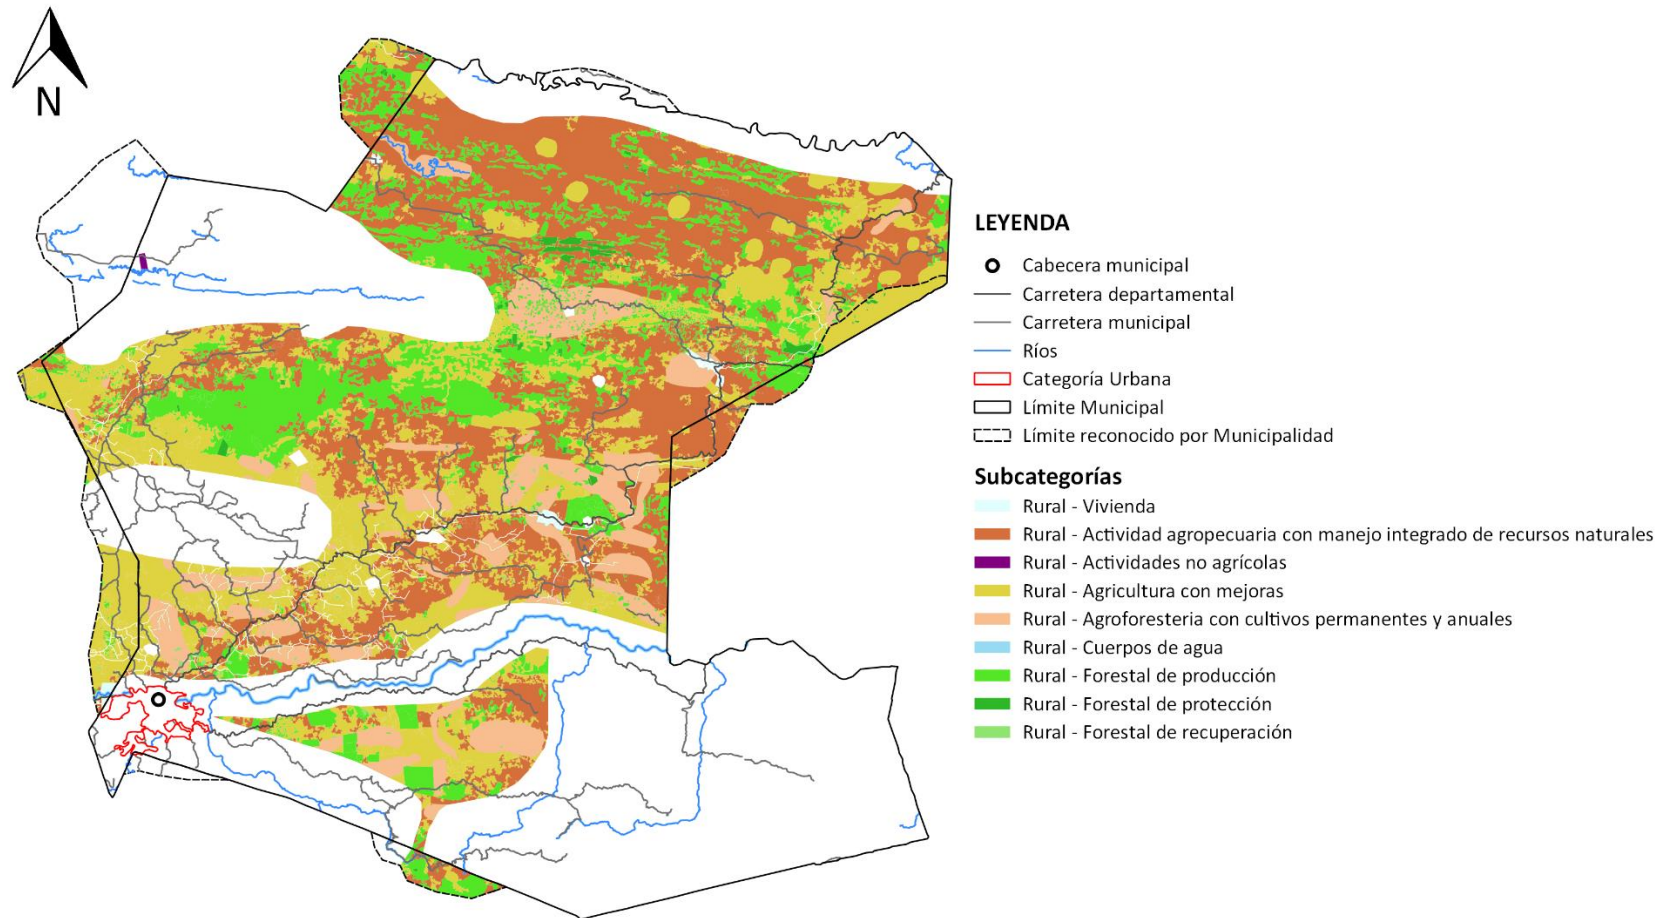 N
LEYENDA
Cabecera municipal
Carretera departamental
Carretera municipal
Ríos
Categoría Urbana
Límite Municipal
Límite reconocido por Municipalidad
Subcategorías
Rural - Vivienda
Rural - Actividad agropecuaria con manejo integrado de recursos naturales
Rural - Actividades no agrícolas
Rural - Agricultura con mejoras
Rural - Agroforesteria con cultivos permanentes y anuales
Rural - Cuerpos de agua
Rural - Forestal de producción
Rural - Forestal de protección
Rural - Forestal de recuperación